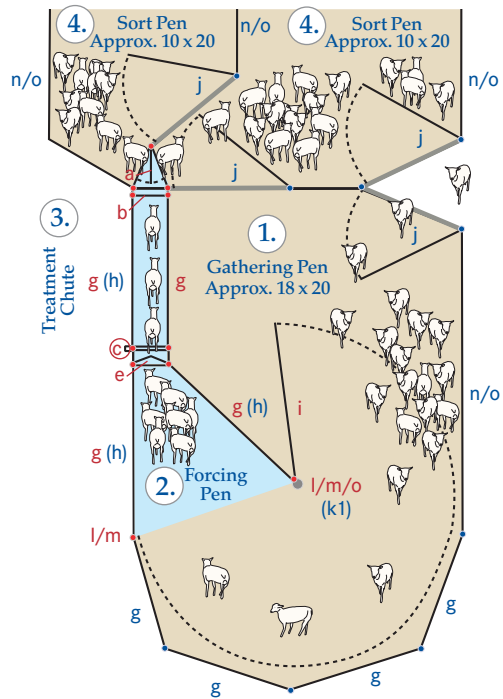 4.
Sort Pen
Approx. 10 x 20
n/o
4.
Sort Pen
Approx. 10 x 20
n/o
n/o
j
j
a
j
b
3.
Treatment
Chute
1.
Gathering Pen
Approx. 18 x 20
j
g (h)
g
c
e
i
n/o
g (h)
g (h)
2.
Forcing
Pen
l/m/o
(k1)
l/m
g
g
g
g